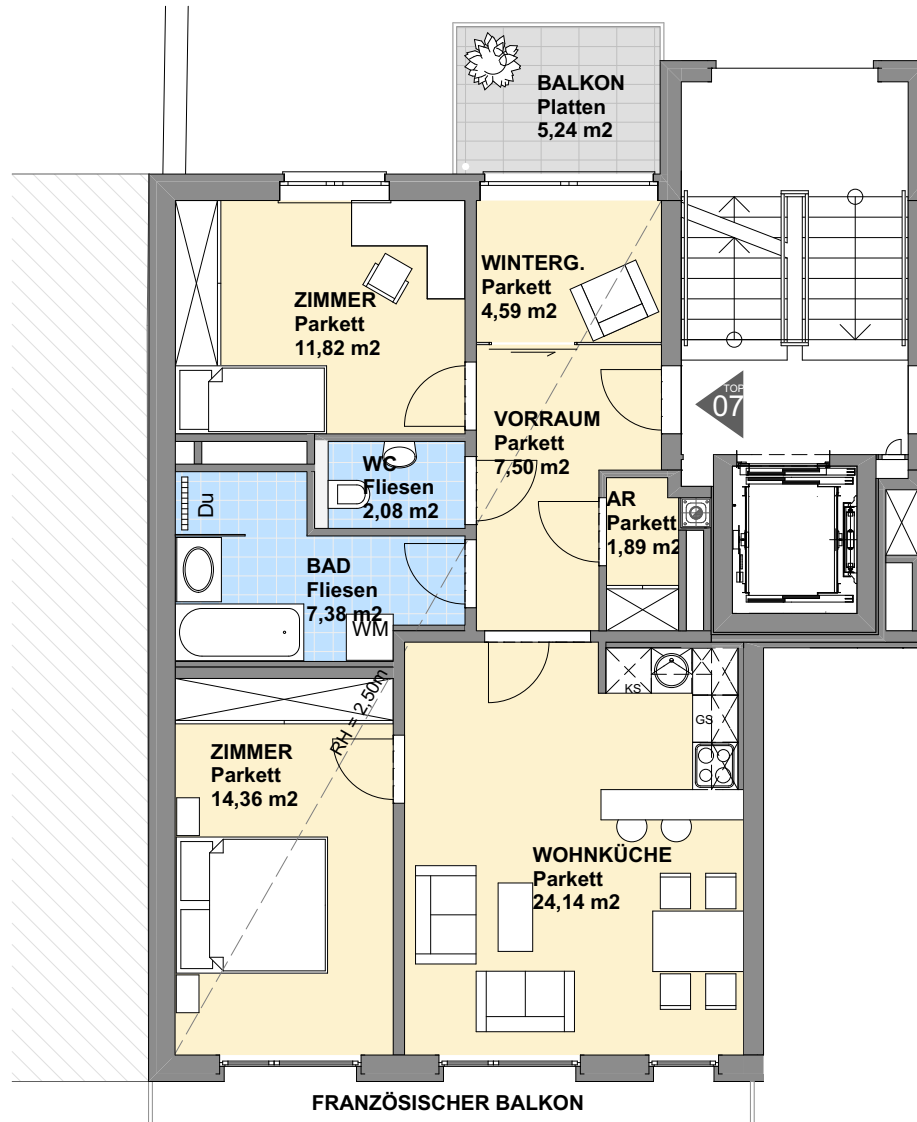 BALKON
Platten
5,24 m2
WINTERG.
Parkett
4,59 m2
ZIMMER
Parkett
11,82 m2
TOP
07
VORRAUM
Parkett
7,50 m2
WC
Fliesen
2,08 m2
Du
AR
Parkett
1,89 m2
BAD
Fliesen
7,38 m2
WM
RH = 2,50m
KS
GS
ZIMMER
Parkett
14,36 m2
WOHNKÜCHE
Parkett
24,14 m2
FRANZÖSISCHER BALKON